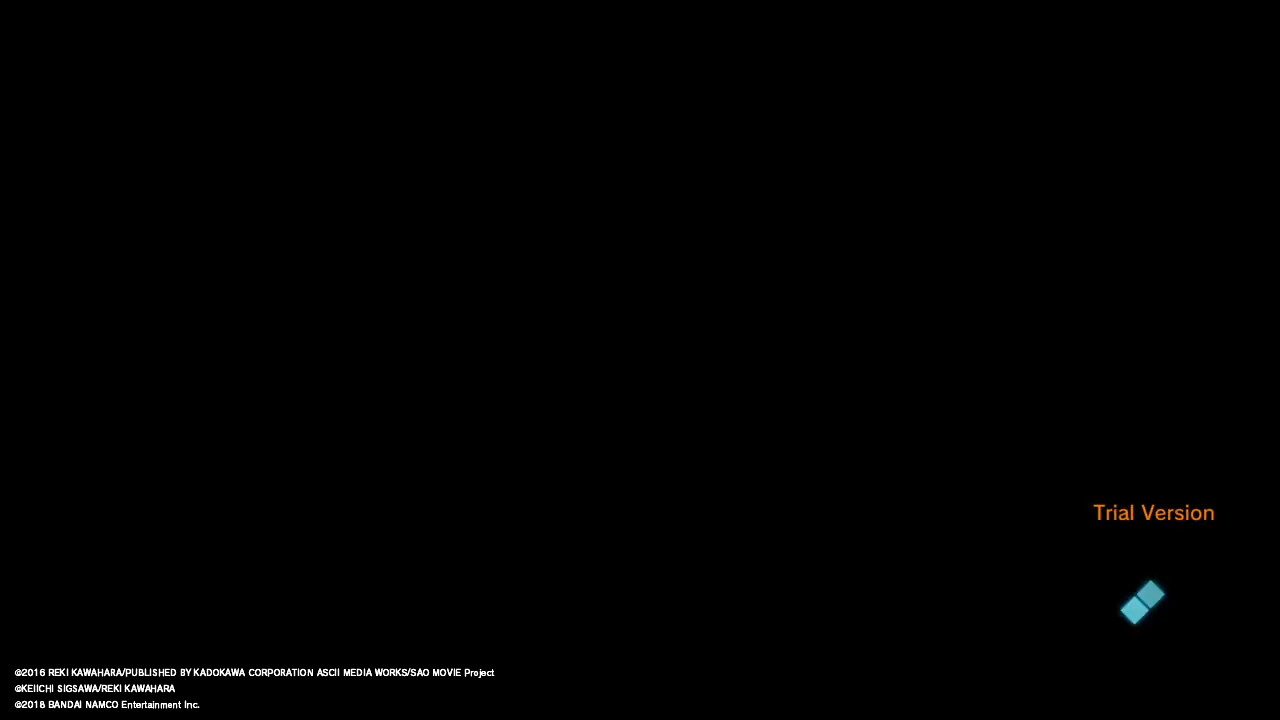 Trial Version
©2016 REKI KAWAHARA/PUBLISHED BY KADOKAWA CORPORATION ASCII MEDIA WORKS/SAO MOVIE Project
©KEIICHI SIGSAWA/REKI KAWAHARA
©2018 BANDAI NAMCO Entertainment Inc.